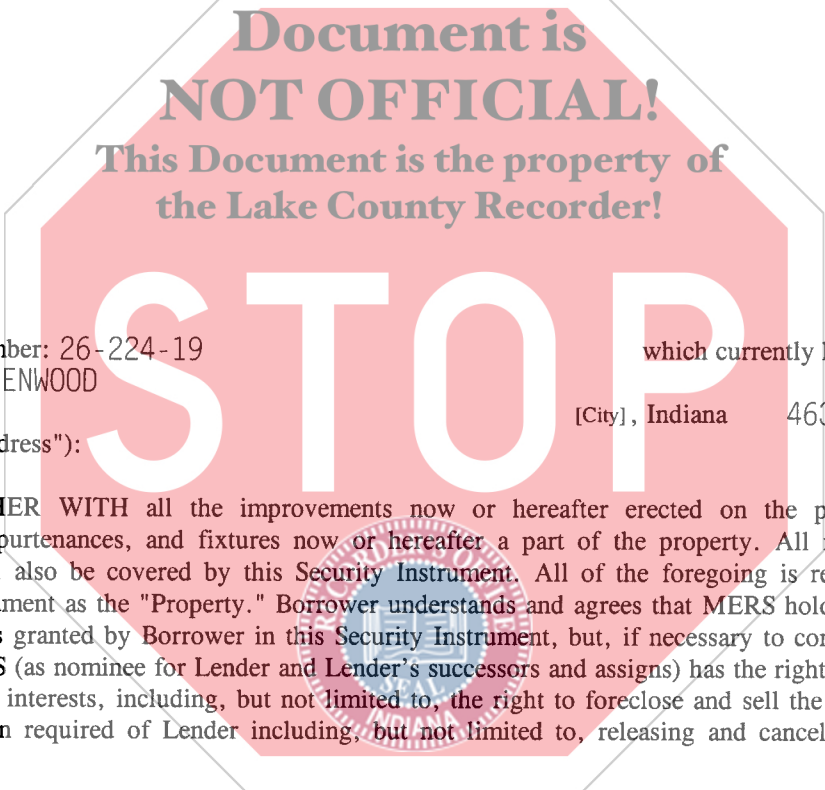 Document is
NOT OFFICIAL!
This Document is the property of
the Lake County Recorder!
STOP
nber: 26-224-19 which currently
ENWOOD
[City], Indiana 463
dress"):
HER WITH all the improvements now or hereafter erected on the p
purtenances, and fixtures now or hereafter a part of the property. All
also be covered by this Security Instrument. All of the foregoing is re
ment as the "Property." Borrower understands and agrees that MERS hold
s granted by Borrower in this Security Instrument, but, if necessary to con
S (as nominee for Lender and Lender's successors and assigns) has the right
interests, including, but not limited to, the right to foreclose and sell the
n required of Lender including, but not limited to, releasing and cancel
SEAL
INDIANA